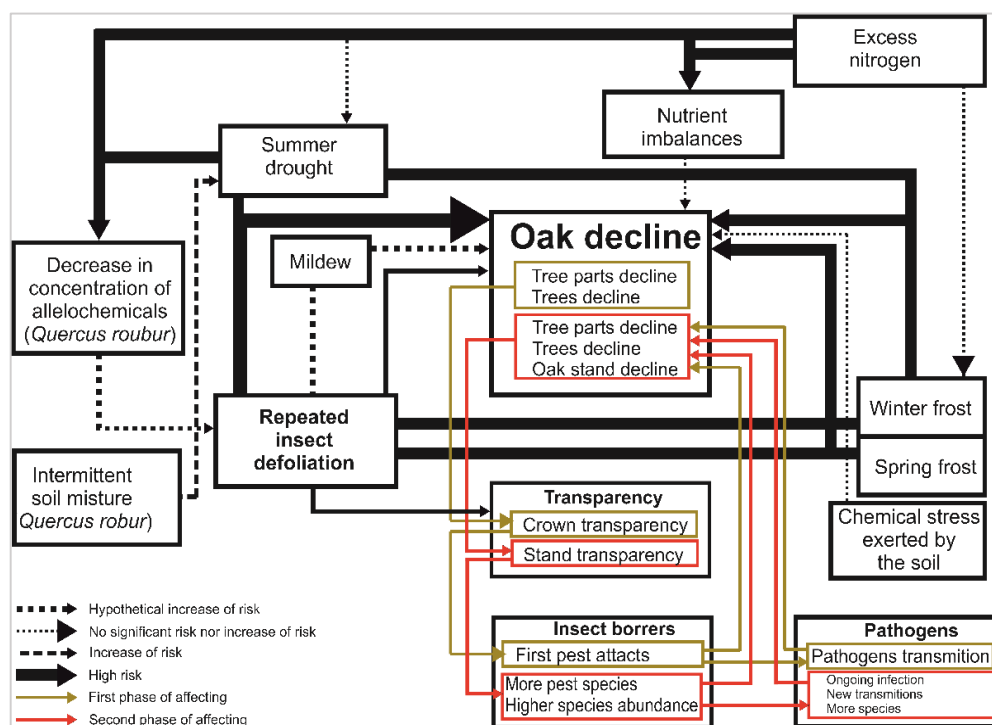 Excess
nitrogen
Nutrient
imbalances
Summer
drought
Oak decline
Mildew
Decrease in
concentration of
allelochemicals
(Quercus roubur)
Tree parts decline
Trees decline
Tree parts decline
Trees decline
Oak stand decline
Repeated
insect
defoliation
Winter frost
Spring frost
Intermittent
soil misture
Quercus robur)
Transparency
Crown transparency
Stand transparency
Chemical stress
exerted by
the soil
Hypothetical increase of risk
No significant risk nor increase of risk
Increase of risk
High risk
First phase of affecting
Second phase of affecting
Insect borrers
First pest attacts
More pest species
Higher species abundance
Pathogens
Pathogens transmition
Ongoing infection
New transmitions
More species